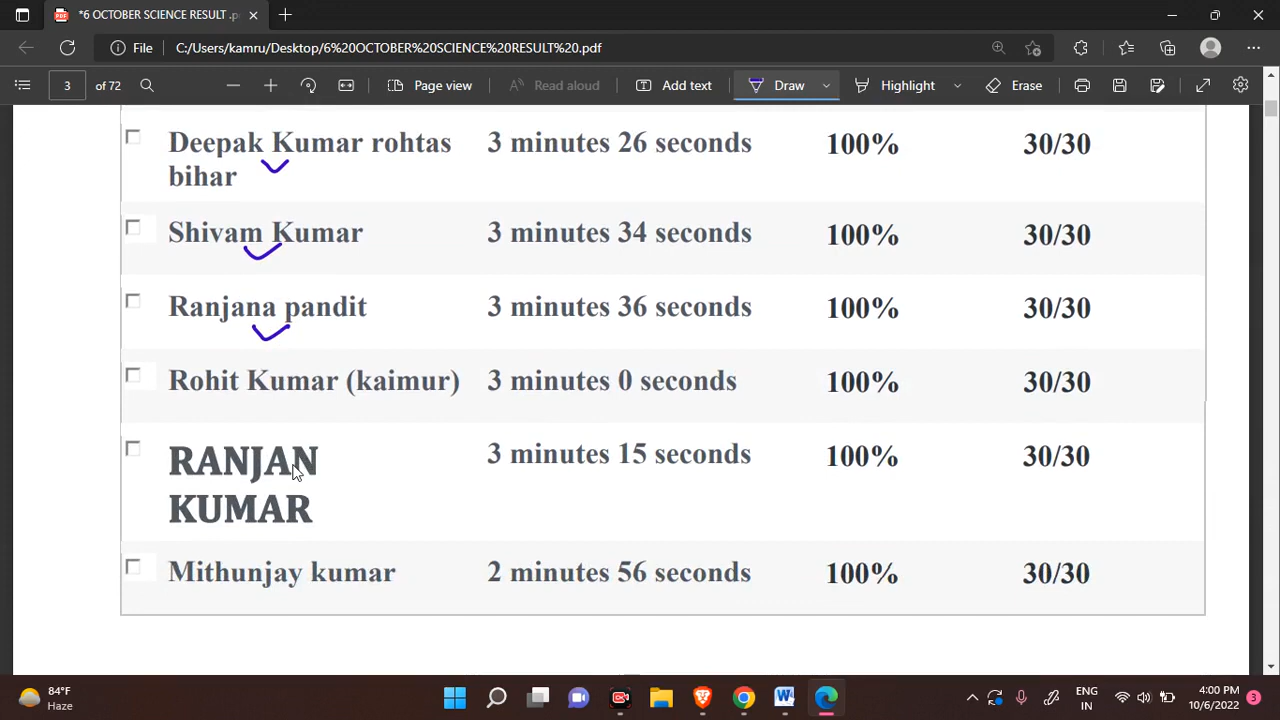 *6 OCTOBER SCIENCE RESULT .p
File C:/Users/kamru/Desktop/6%20OCTOBER%20SCIENCE%20RESULT%20.pdf
3 of 72 Page view Read aloud Add text Draw Highlight Erase
Deepak Kumar rohtas 3 minutes 26 seconds 100% 30/30
bihar
Shivam Kumar 3 minutes 34 seconds 100% 30/30
Ranjana pandit 3 minutes 36 seconds 100% 30/30
Rohit Kumar (kaimur) 3 minutes 0 seconds 100% 30/30
RANJAN 3 minutes 15 seconds 100% 30/30
KUMAR
Mithunjay kumar 2 minutes 56 seconds 100% 30/30
84°F ENG 4:00 PM
Haze IN 10/6/2022 3